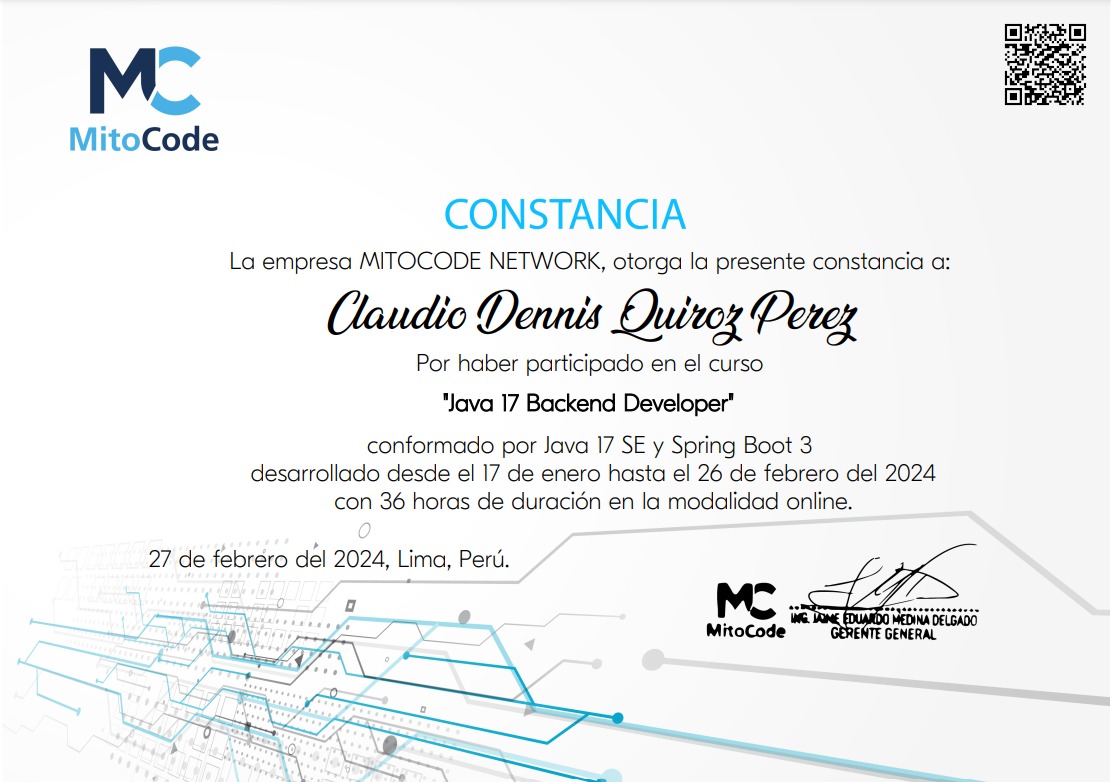 MC
MitoCode
CONSTANCIA
La empresa MITOCODE NETWORK, otorga la presente constancia a:
Claudio Dennis Quiroz Perez
Por haber participado en el curso
"Java 17 Backend Developer"
conformado por Java 17 SE y Spring Boot 3
desarrollado desde el 17 de enero hasta el 26 de febrero del 2024
con 36 horas de duración en la modalidad online.
27 de febrero del 2024, Lima, Perú.
MC
MitoCode
ING. JAIME EDUARDO MEDINA DELGADO
GERENTE GENERAL